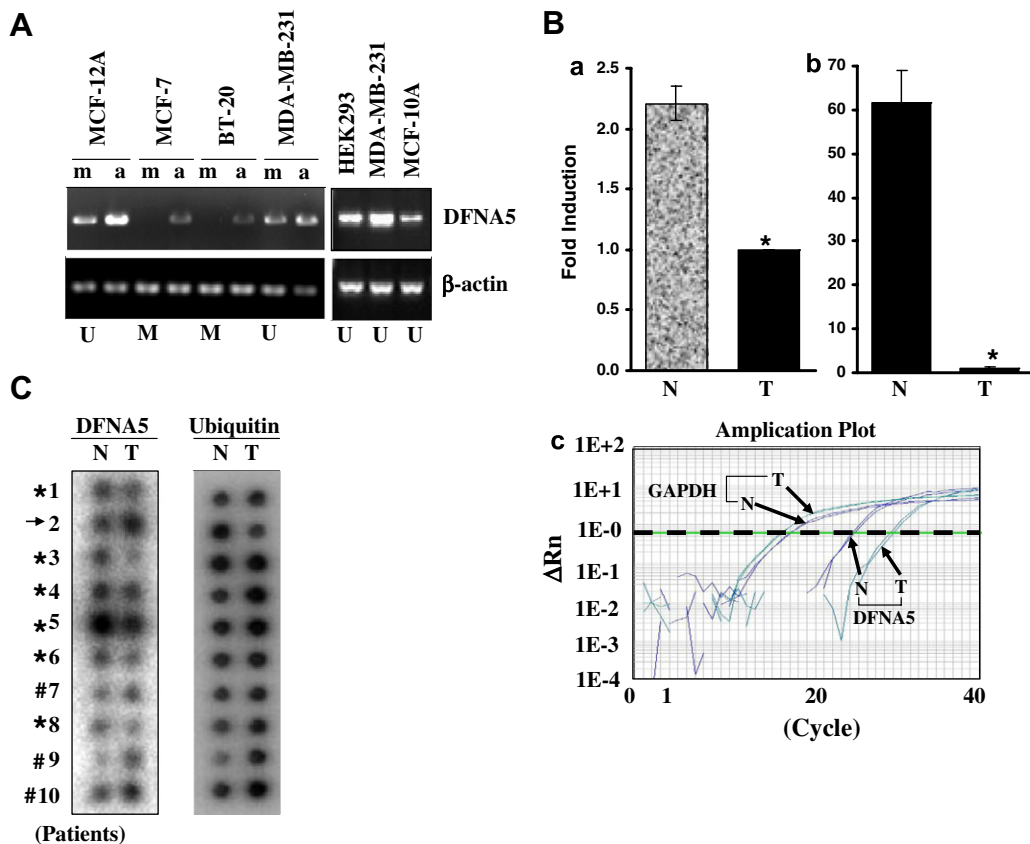 A
MCF-12A
MCF-7
BT-20
MDA-MB-231
HEK293
MDA-MB-231
MCF-10A
m a m a m a m a
DFNA5
β-actin
U M M U U U U
B
a
Fold Induction
2.5
2.0
1.5
1.0
0.5
0.0
*
N T
b
70
60
50
40
30
20
10
0
*
N T
c
Amplication Plot
ΔRn
1E+2
1E+1
1E-0
1E-1
1E-2
1E-3
1E-4
GAPDH
T
N
N T
DFNA5
0 1 20 40
(Cycle)
C
DFNA5 Ubiquitin
N T N T
*1
→2
*3
*4
*5
*6
#7
*8
#9
#10
(Patients)